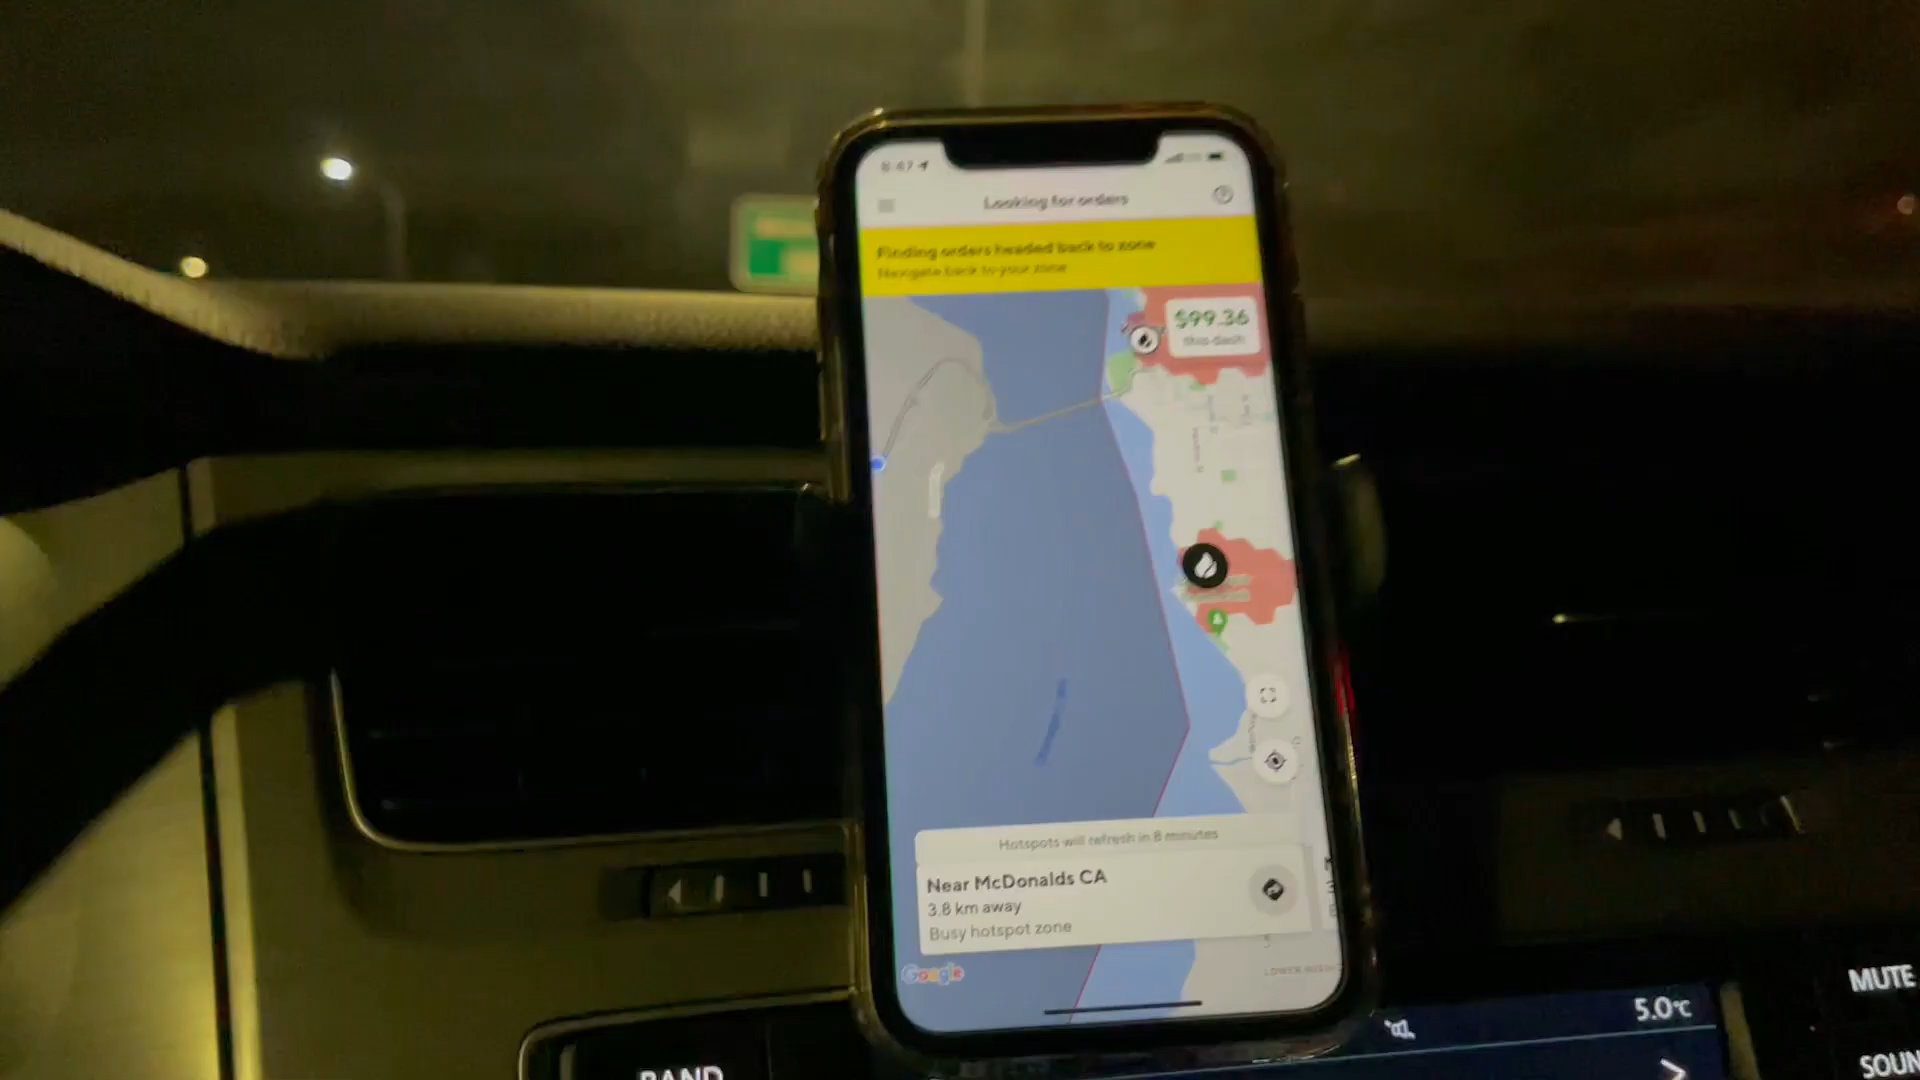 8:47
Looking for orders
Finding orders headed back to zone
Navigate back to your zone
$99.36
this dash
Hotspots will refresh in 8 minutes
Near McDonalds CA
3.8 km away
Busy hotspot zone
Google
MUTE
5.0°C
BAND